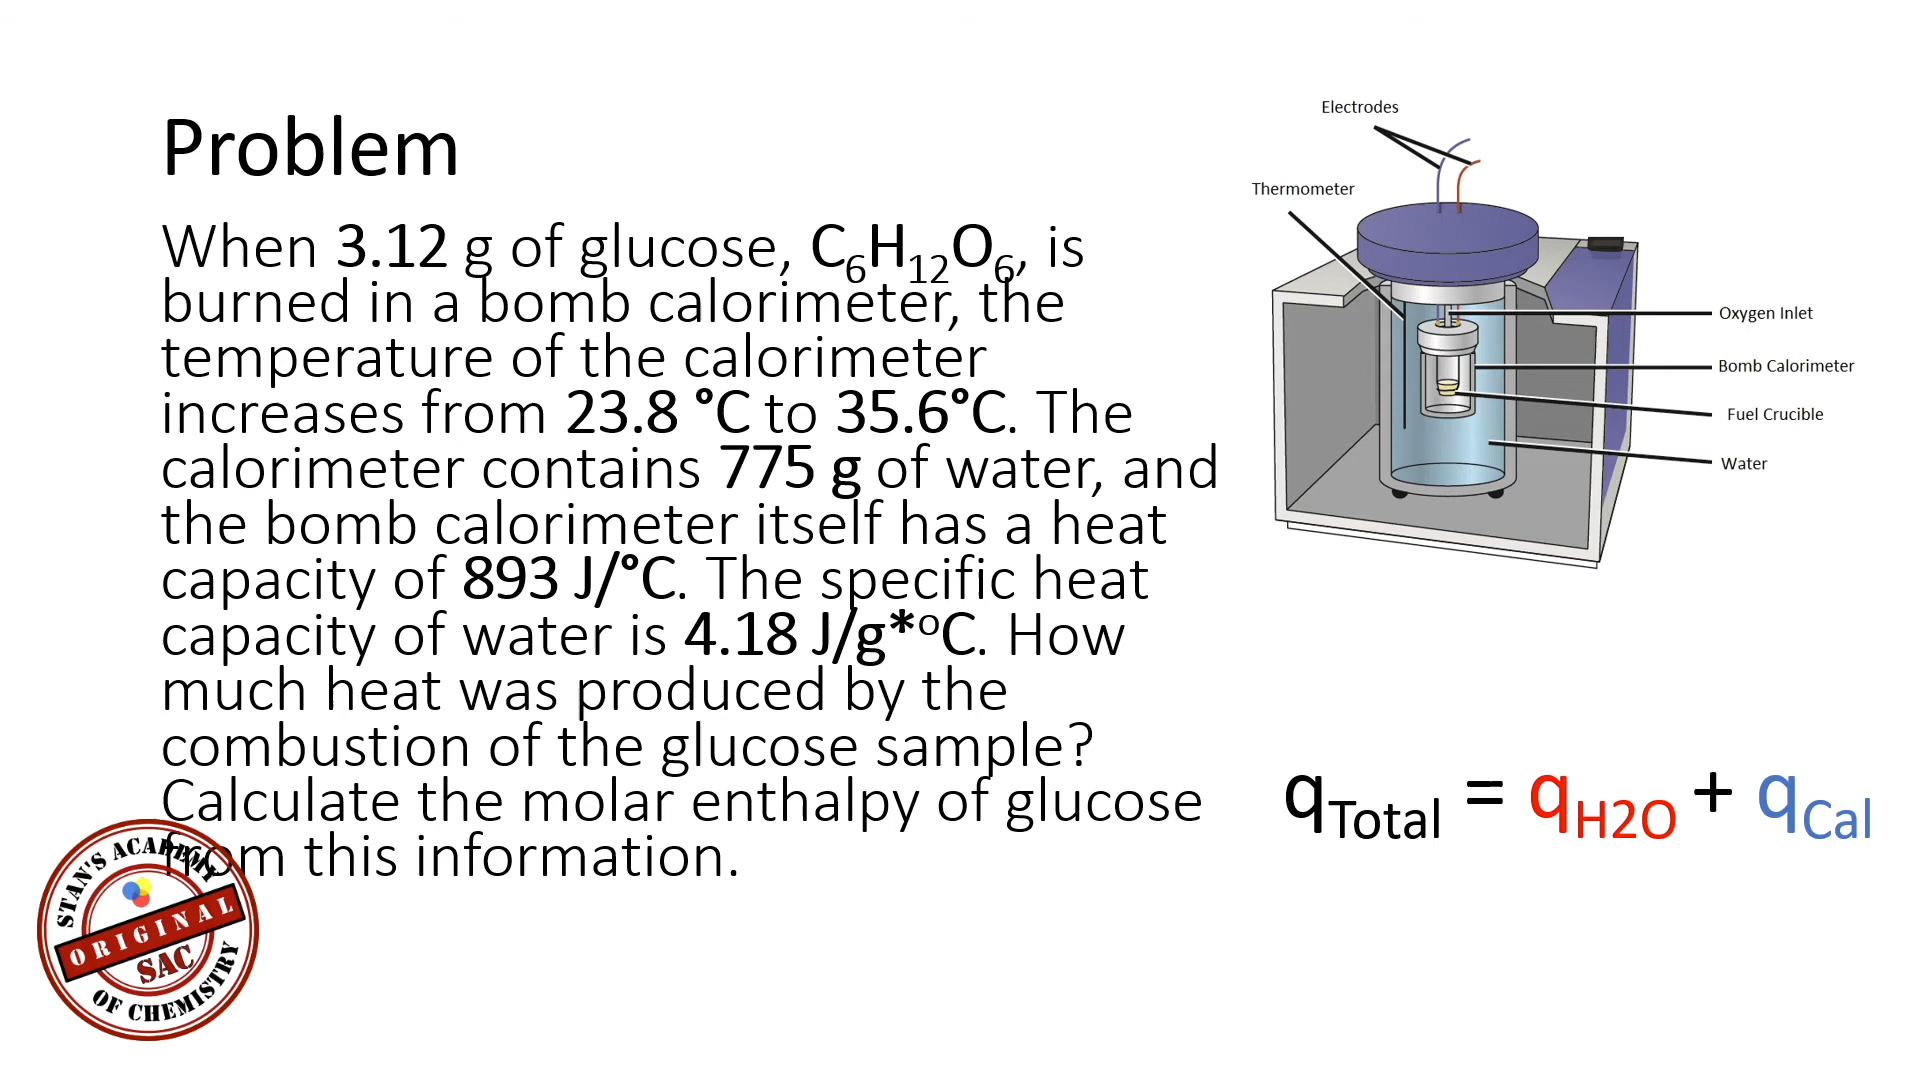 Problem
When 3.12 g of glucose, C6H12O6, is
burned in a bomb calorimeter, the
temperature of the calorimeter
increases from 23.8 °C to 35.6°C. The
calorimeter contains 775 g of water, and
the bomb calorimeter itself has a heat
capacity of 893 J/°C. The specific heat
capacity of water is 4.18 J/g*ºC. How
much heat was produced by the
combustion of the glucose sample?
Calculate the molar enthalpy of glucose
from this information.
Electrodes
Thermometer
Oxygen Inlet
Bomb Calorimeter
Fuel Crucible
Water
qTotal = qH2O + qCal
STAN'S ACADEMY
ORIGINAL
SAC
OF CHEMISTRY